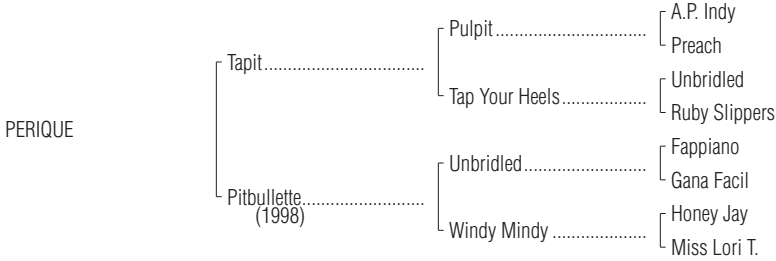 A.P. Indy
Pulpit
Preach
Tapit
Unbridled
Tap Your Heels
Ruby Slippers
PERIQUE
Fappiano
Unbridled
Gana Facil
Pitbullette
(1998)
Honey Jay
Windy Mindy
Miss Lori T.